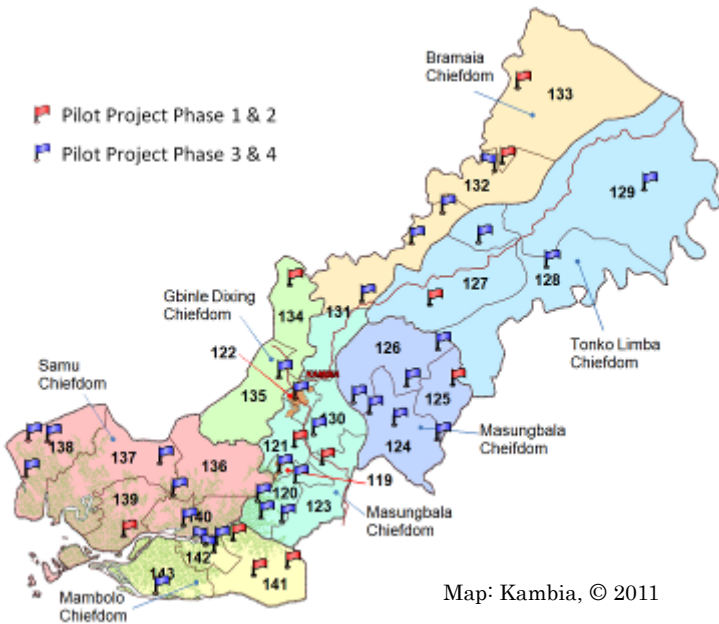 Bramaia
Chiefdom
133
Pilot Project Phase 1 & 2
Pilot Project Phase 3 & 4
132
129
127
128
Gbinle Dixing
Chiefdom
134
131
Tonko Limba
Chiefdom
122
126
KAMBIA
Samu
Chiefdom
135
125
130
138
137
136
121
124
Masungbala
Cheifdom
119
139
120
123
140
Masungbala
Chiefdom
142
141
143
Mambolo
Chiefdom
Map: Kambia, © 2011